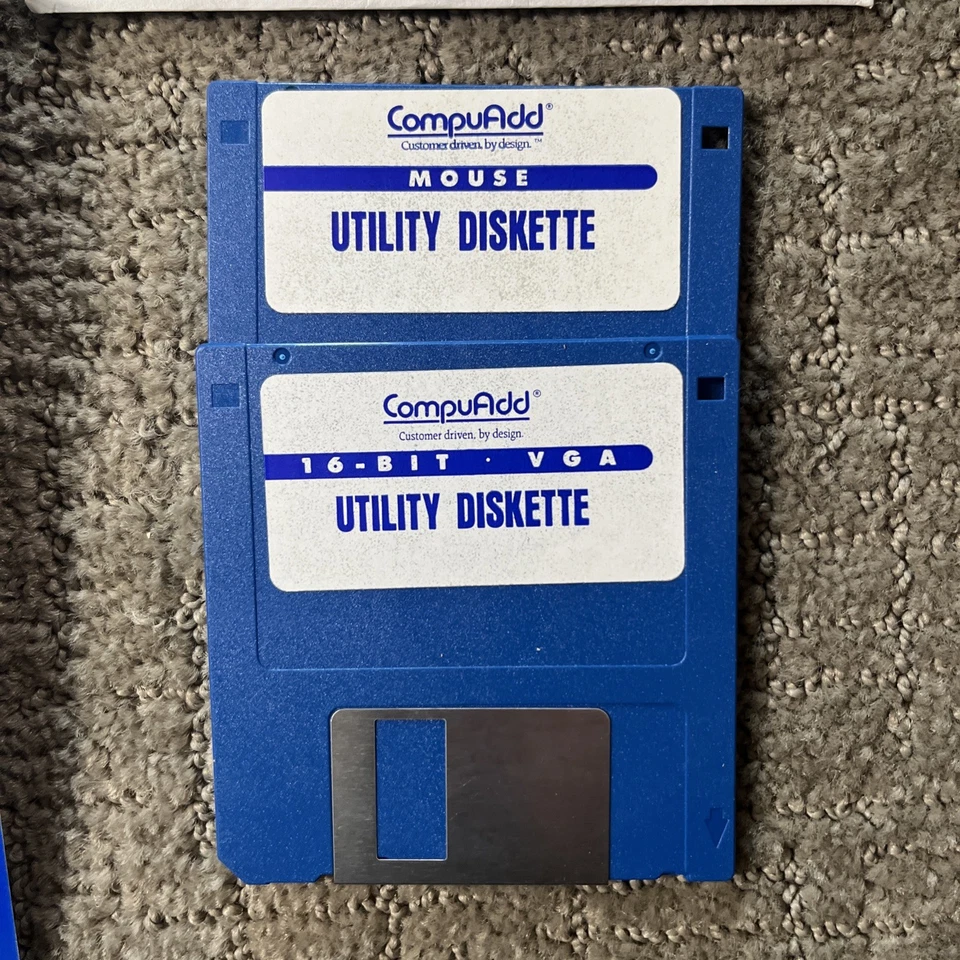 CompuAdd®
Customer driven, by design.™
MOUSE
UTILITY DISKETTE
CompuAdd®
Customer driven, by design.
16-BIT · VGA
UTILITY DISKETTE